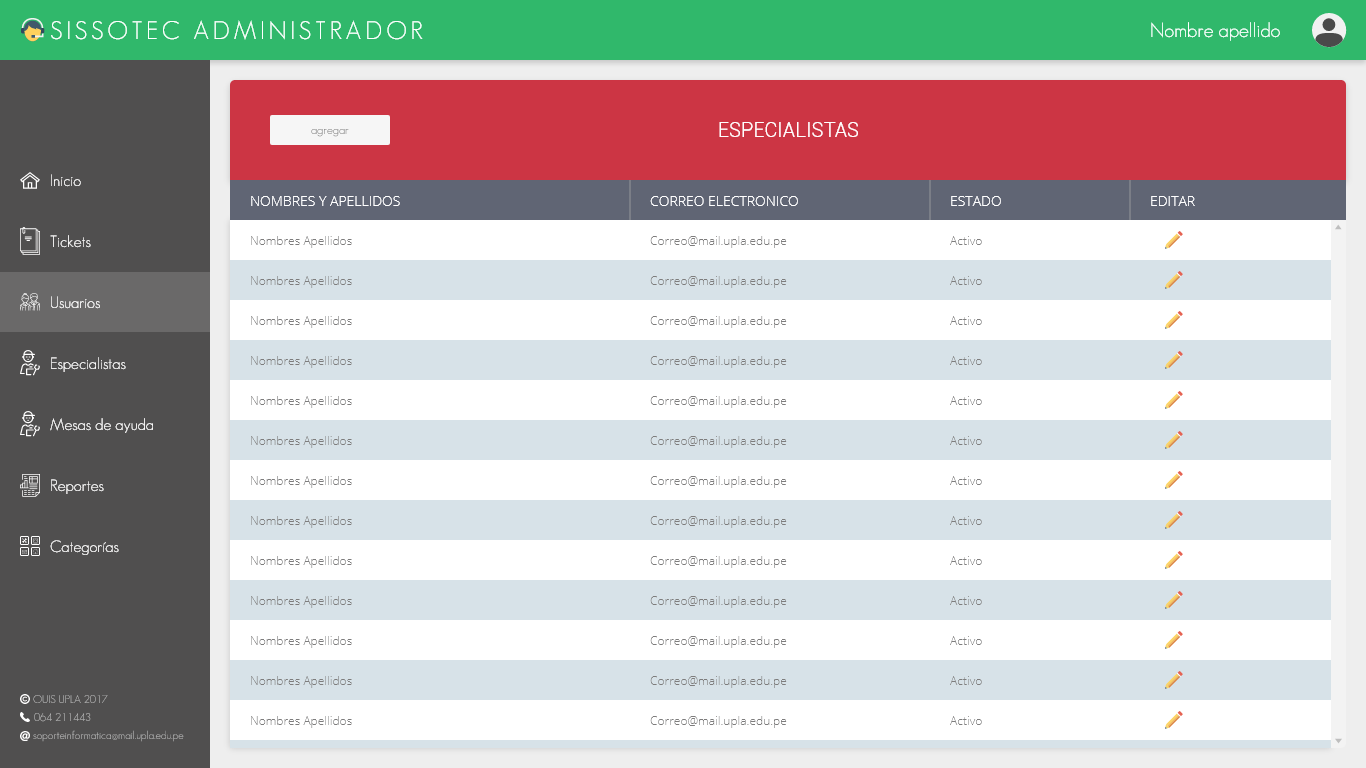 SISSOTEC ADMINISTRADOR
Nombre apellido
Inicio
Tickets
Usuarios
Especialistas
Mesas de ayuda
Reportes
Categorías
© OUIS UPLA 2017
064 211443
soporteinformatica@mail.upla.edu.pe
agregar
ESPECIALISTAS
NOMBRES Y APELLIDOS CORREO ELECTRONICO ESTADO EDITAR
Nombres Apellidos Correo@mail.upla.edu.pe Activo
Nombres Apellidos Correo@mail.upla.edu.pe Activo
Nombres Apellidos Correo@mail.upla.edu.pe Activo
Nombres Apellidos Correo@mail.upla.edu.pe Activo
Nombres Apellidos Correo@mail.upla.edu.pe Activo
Nombres Apellidos Correo@mail.upla.edu.pe Activo
Nombres Apellidos Correo@mail.upla.edu.pe Activo
Nombres Apellidos Correo@mail.upla.edu.pe Activo
Nombres Apellidos Correo@mail.upla.edu.pe Activo
Nombres Apellidos Correo@mail.upla.edu.pe Activo
Nombres Apellidos Correo@mail.upla.edu.pe Activo
Nombres Apellidos Correo@mail.upla.edu.pe Activo
Nombres Apellidos Correo@mail.upla.edu.pe Activo